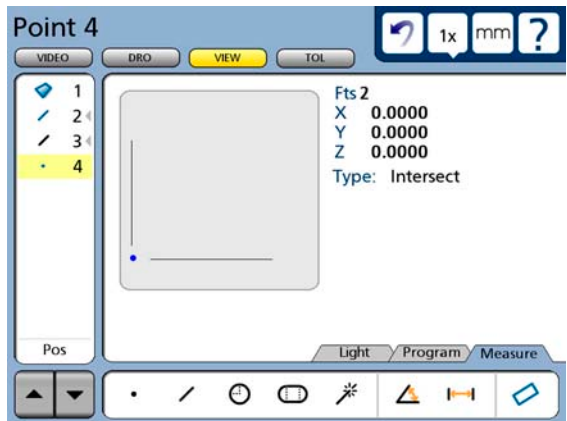 Point 4
1x mm ?
VIDEO DRO VIEW TOL
1
2
3
4
Fts 2
X 0.0000
Y 0.0000
Z 0.0000
Type: Intersect
Pos
Light Program Measure